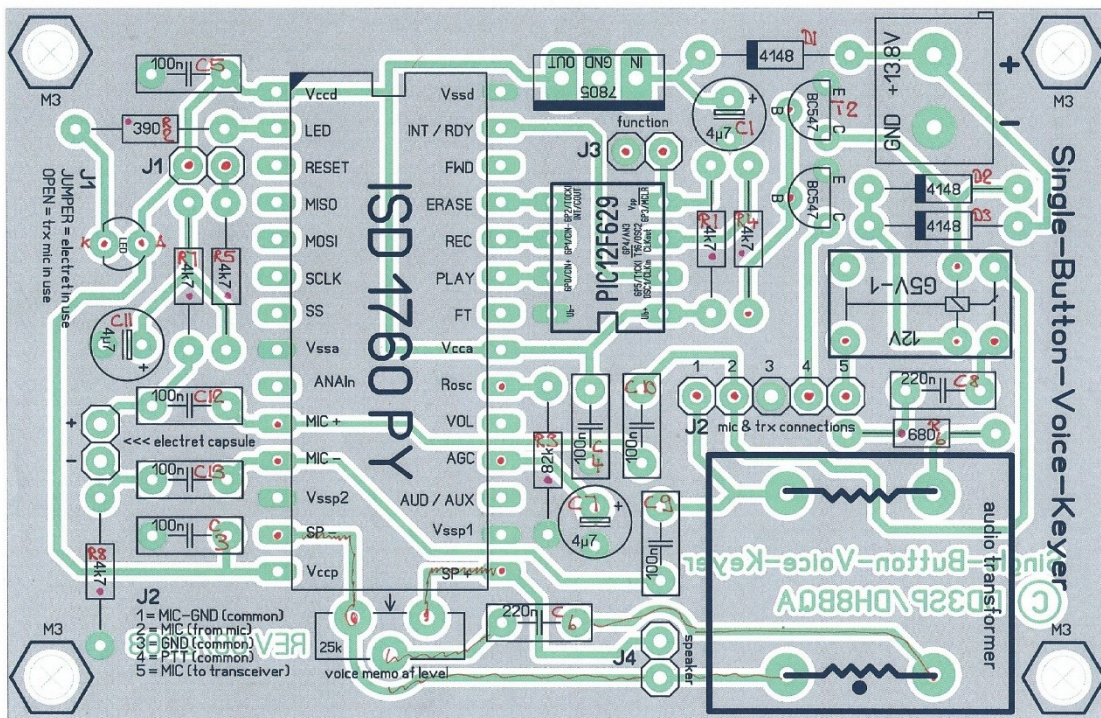 100n C5
D1
4148
+13.8V
GND
+
-
M3
M3
OUT GND IN
7805
BC547
T2
E
B
C
4µ7
C1
+
Vccd
Vssd
390
LED
INT / RDY
function
J3
J1
RESET
FWD
BC547
E
B
C
4148 D2
4148 D3
J1
JUMPER = electret in use
OPEN = trx mic in use
MISO
ERASE
MOSI
REC
SCLK
PLAY
SS
FT
Vssa
Vcca
ANAIn
Rosc
MIC +
VOL
MIC -
AGC
Vssp2
AUD / AUX
SP -
Vssp1
Vccp
SP +
ISD 1760 PY
PIC12F629
K LED A
R7 4k7
R5 4k7
R1 4k7
R4 4k7
G5V-1
12V
C11
4µ7
+
100n C12
<<< electret capsule
+
-
100n C13
100n C3
R8 4k7
R3 82k
100n
C10 100n
C7
4µ7
+
C9 100n
1 2 3 4 5
J2 mic & trx connections
220n C8
680 R6
audio transformer
Single-Button-Voice-Keyer
Single-Button-Voice-Keyer
J2
1 = MIC-GND (common)
2 = MIC (from mic)
3 = GND (common)
4 = PTT (common)
5 = MIC (to transceiver)
25k
voice memo af level
220n C6
J4
speaker
M3
M3